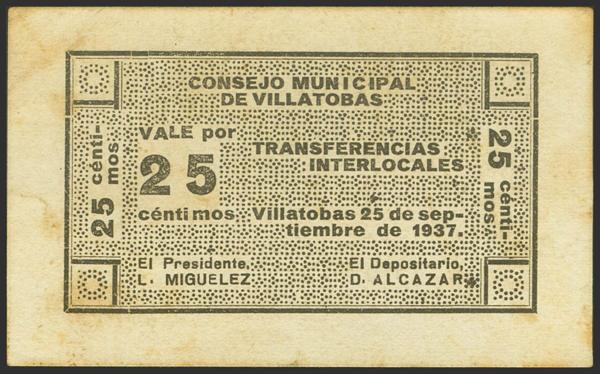 CONSEJO MUNICIPAL
DE VILLATOBAS
VALE por
25
céntimos
TRANSFERENCIAS
INTERLOCALES
Villatobas 25 de sep-
tiembre de 1937.
El Presidente,
L. MIGUELEZ
El Depositario,
D. ALCAZAR
25 cénti-
mos.
25 cénti-
mos.